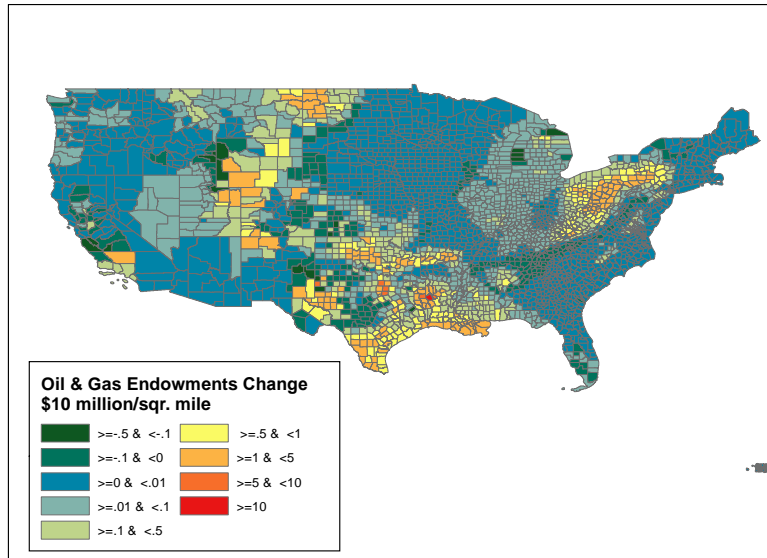 Oil & Gas Endowments Change
$10 million/sqr. mile
>=-.5 & <-.1
>=-.1 & <0
>=0 & <.01
>=.01 & <.1
>=.1 & <.5
>=.5 & <1
>=1 & <5
>=5 & <10
>=10